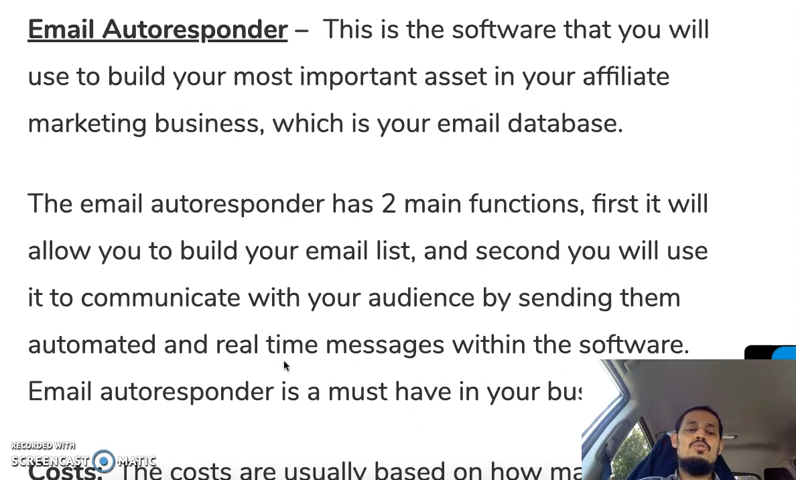 Email Autoresponder – This is the software that you will
use to build your most important asset in your affiliate
marketing business, which is your email database.
The email autoresponder has 2 main functions, first it will
allow you to build your email list, and second you will use
it to communicate with your audience by sending them
automated and real time messages within the software.
Email autoresponder is a must have in your
RECORDED WITH
SCREENCAST MATIC
Costs: The costs are usually based on how